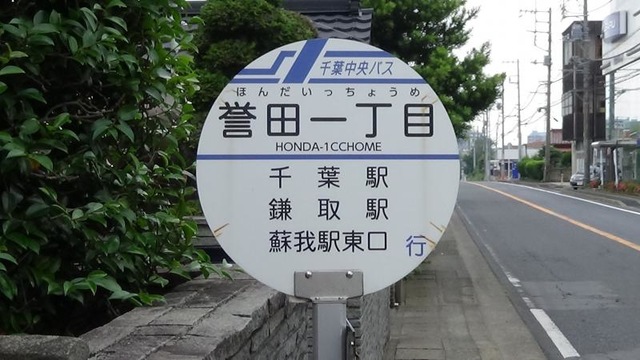 千葉中央バス
ほんだいっちょうめ
誉田一丁目
HONDA-1CCHOME
千葉駅
鎌取駅
蘇我駅東口 行